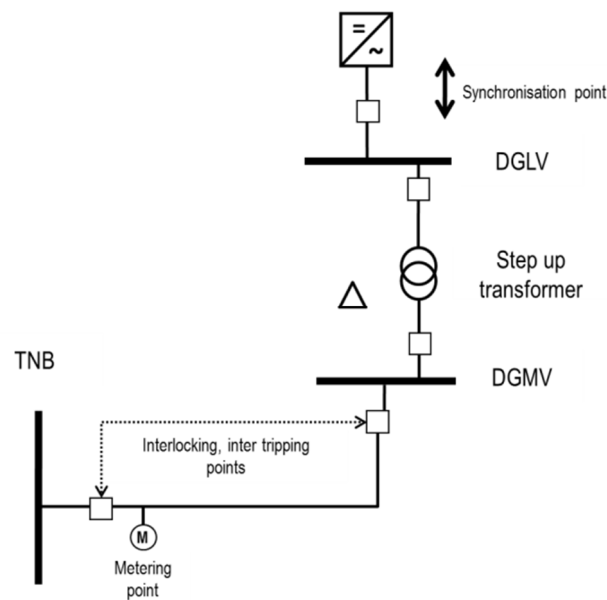 =
~
Synchronisation point
DGLV
Step up
transformer
TNB
DGMV
Interlocking, inter tripping
points
M
Metering
point